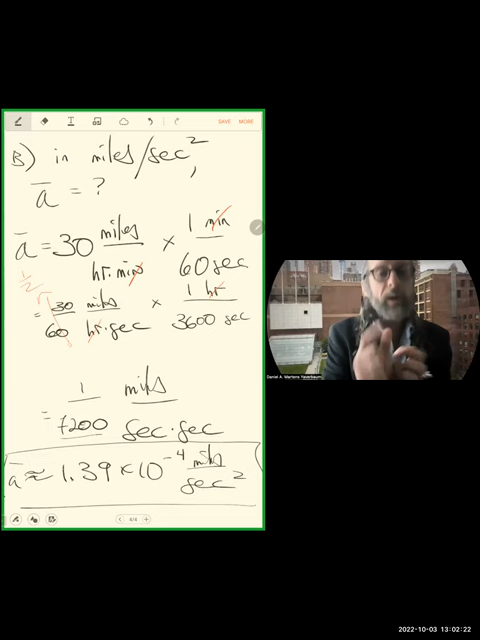 SAVE MORE
B) in miles/sec²,
a̅ = ?
a̅ = 30 miles/hr·min × 1 min/60 sec
1/2
= 30/60 miles/hr·sec × 1 hr/3600 sec
= 1/7200 miles/sec·sec
a̅ ≈ 1.39 × 10⁻⁴ miles/sec²
4/4
Daniel A. Martens Yaverbaum
2022-10-03 13:02:22